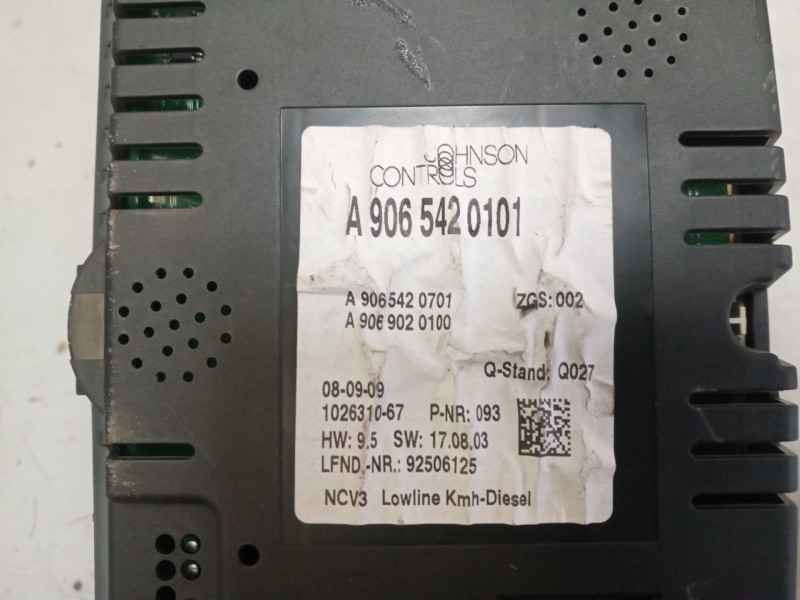 JOHNSON
CONTROLS
A 906 542 0101
A 906 542 0701 ZGS: 002
A 906 902 0100
Q-Stand: Q027
08-09-09
1026310-67 P-NR: 093
HW: 9.5 SW: 17.08.03
LFND.-NR.: 92506125
NCV3 Lowline Kmh-Diesel